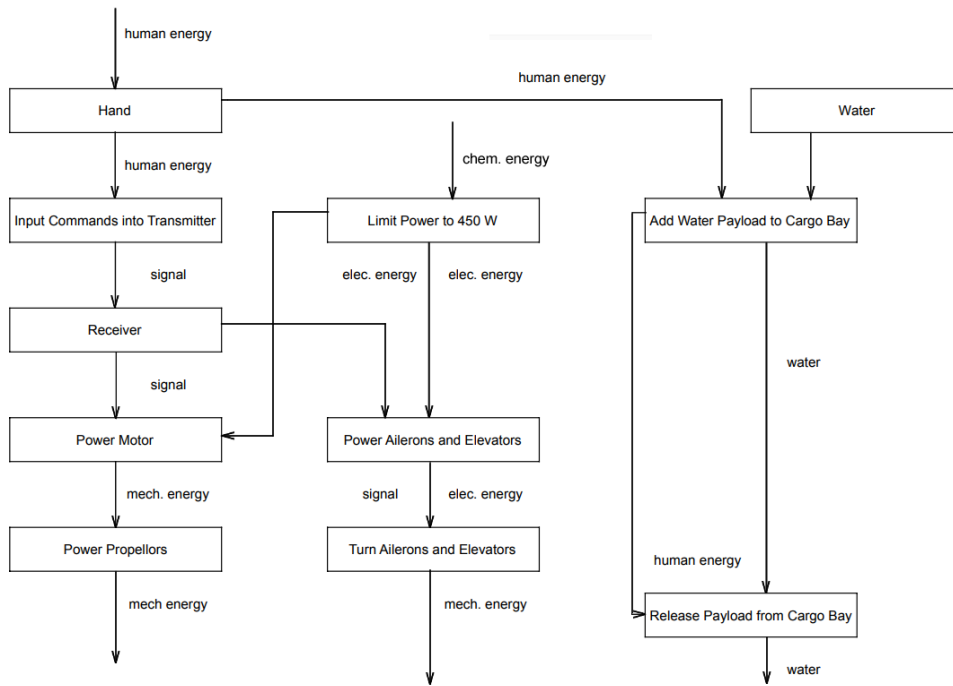 human energy
human energy
Hand
Water
human energy
chem. energy
Input Commands into Transmitter
Limit Power to 450 W
Add Water Payload to Cargo Bay
signal
elec. energy
elec. energy
Receiver
water
signal
Power Motor
Power Ailerons and Elevators
mech. energy
signal
elec. energy
Power Propellors
Turn Ailerons and Elevators
human energy
mech energy
mech. energy
Release Payload from Cargo Bay
water